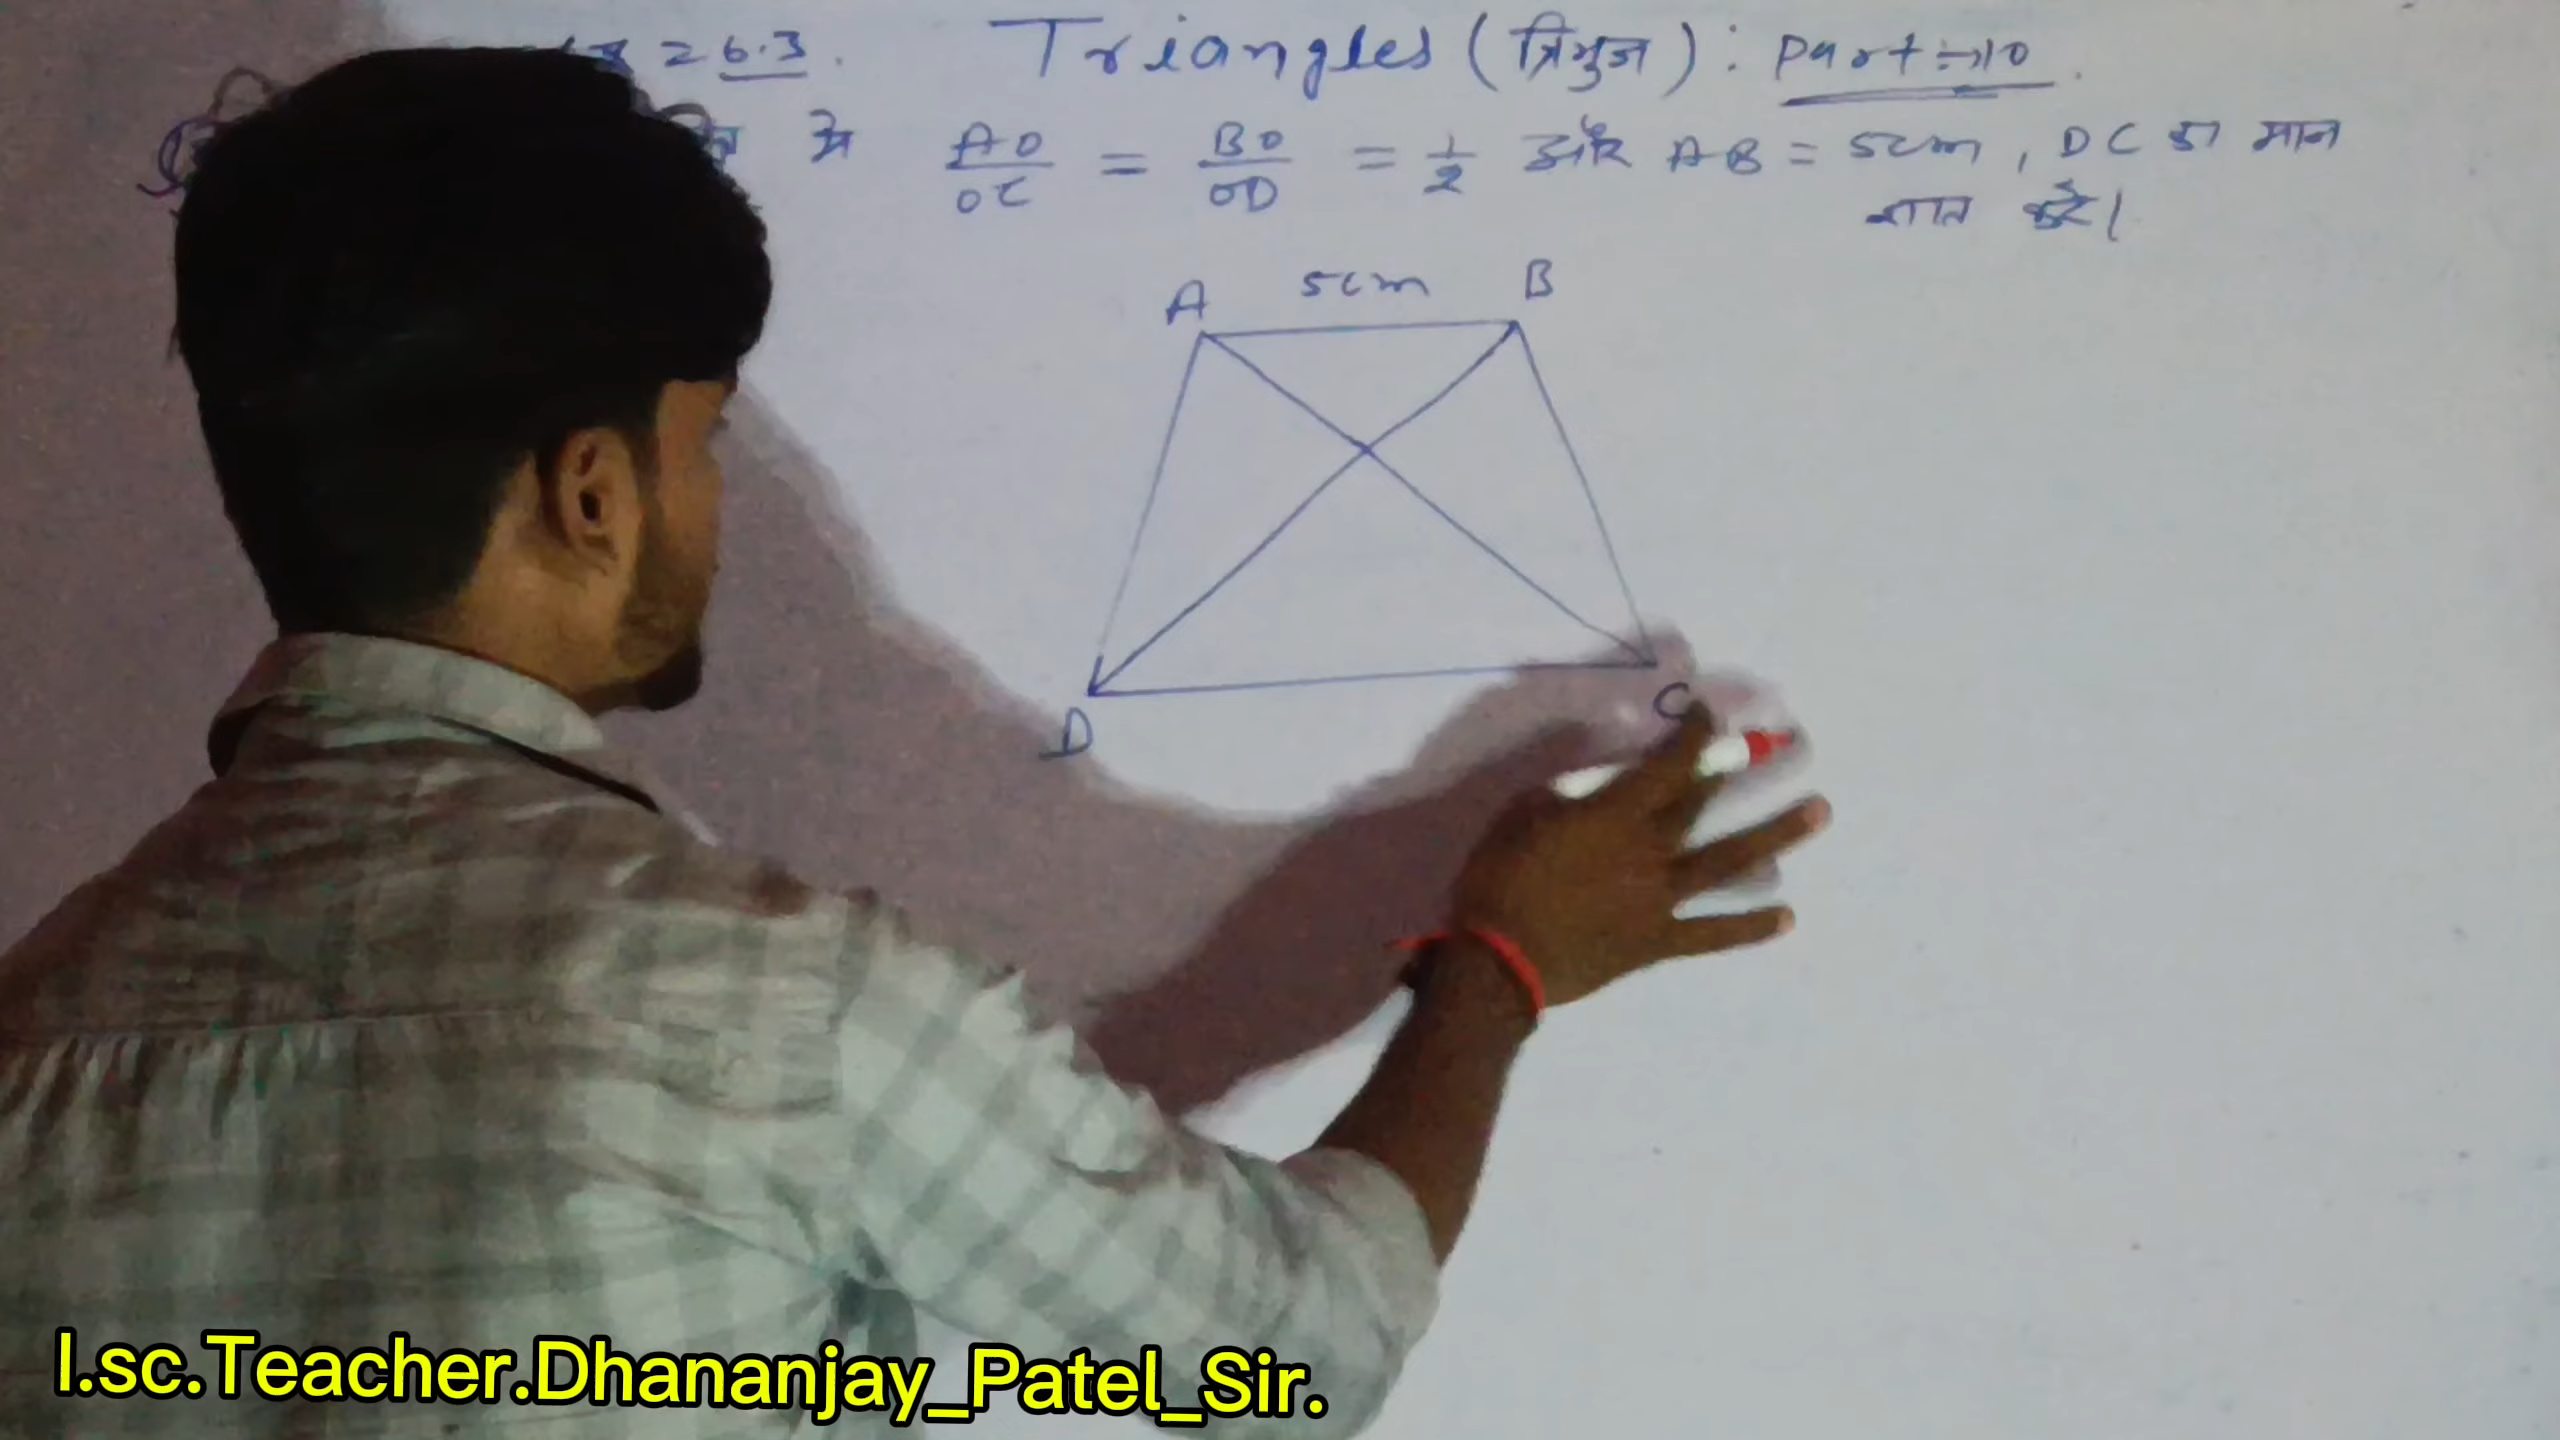 = 6.3. Triangles (त्रिभुज) : Part → 10.
में AO/OC = BO/OD = 1/2 और AB = 5cm, DC का मान
ज्ञात करें।
A 5cm B
D C
I.sc.Teacher.Dhananjay_Patel_Sir.